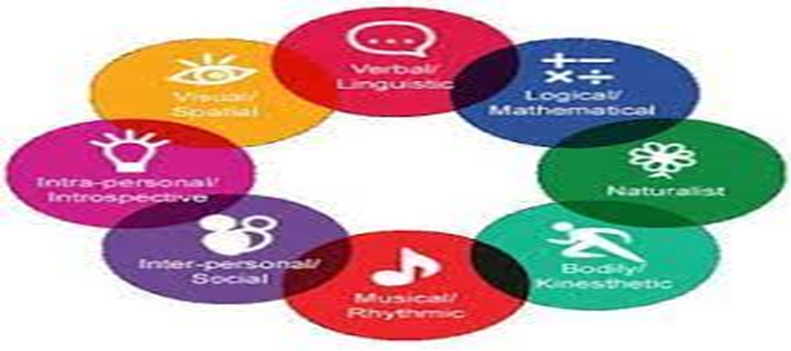 Verbal/
Linguistic
Logical/
Mathematical
Naturalist
Bodily/
Kinesthetic
Musical/
Rhythmic
Inter-personal/
Social
Intra-personal/
Introspective
Visual/
Spatial